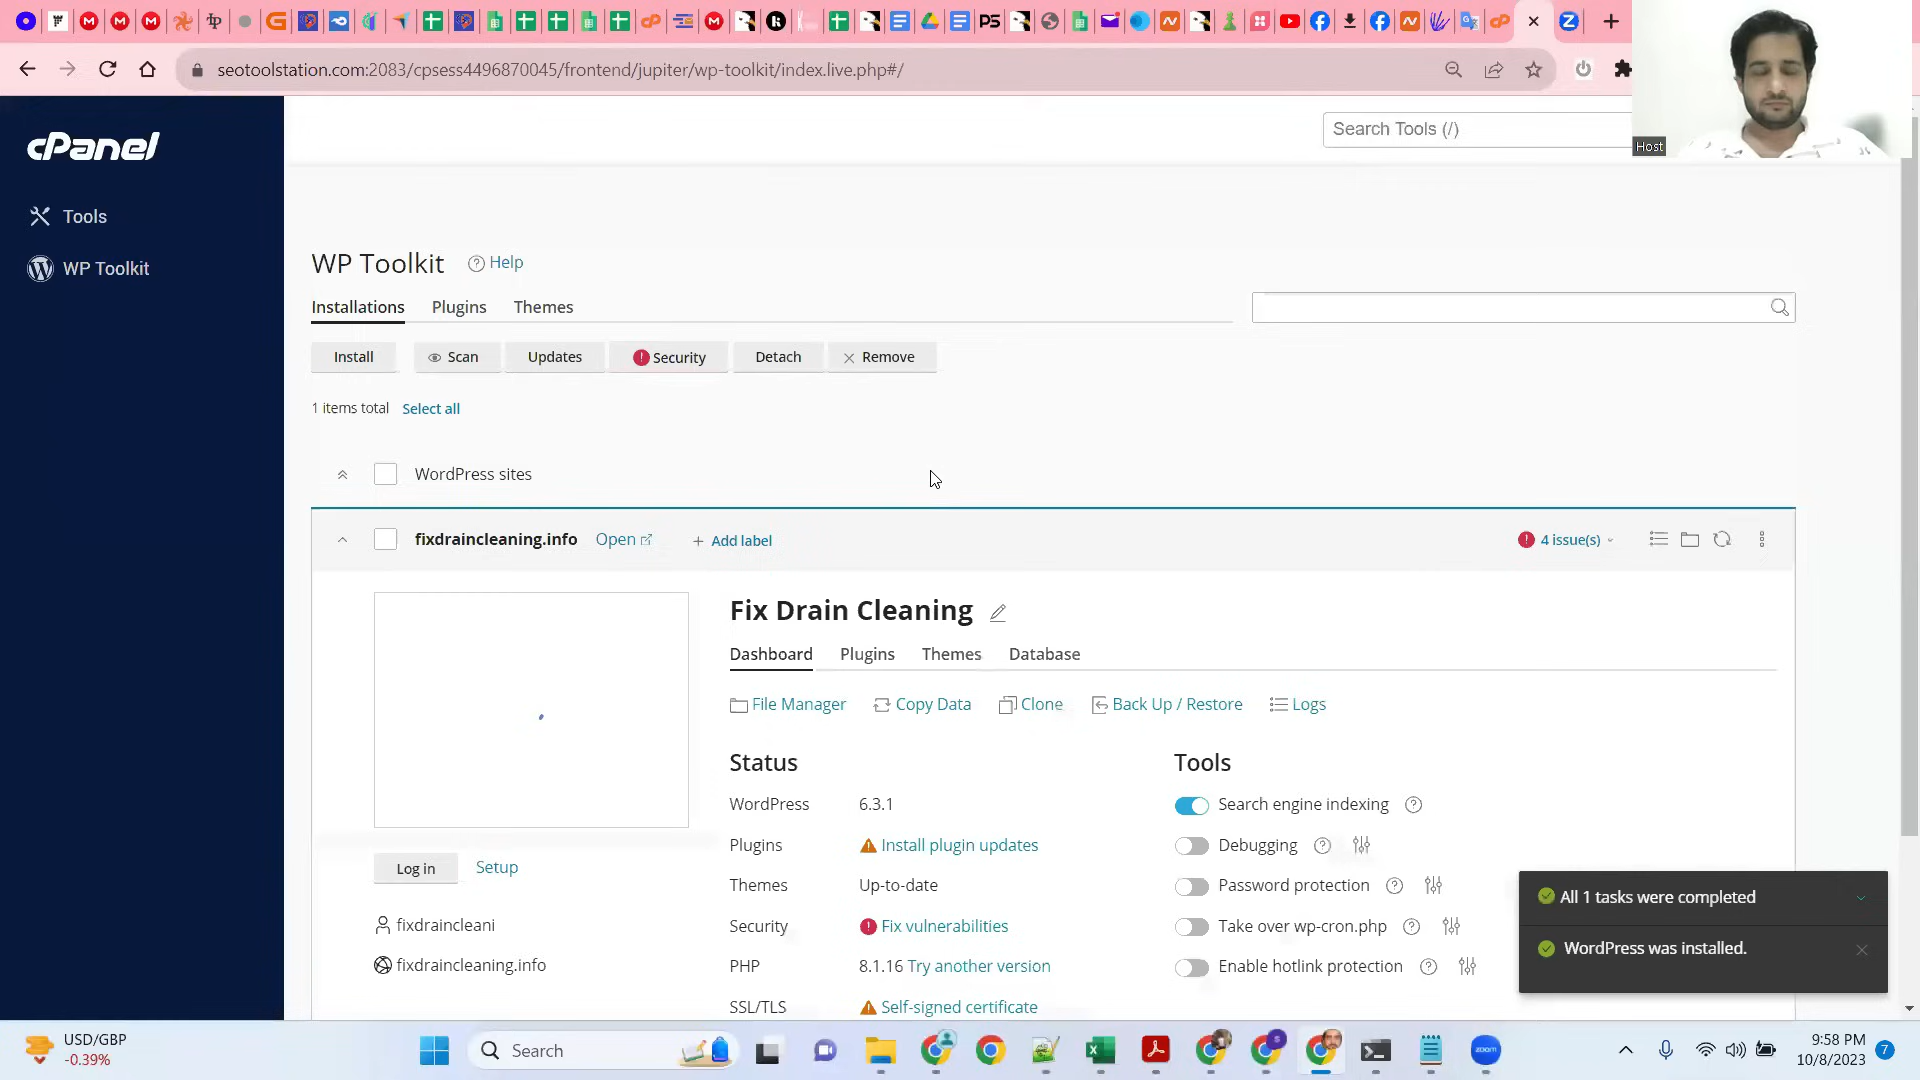 seotoolstation.com:2083/cpsess4496870045/frontend/jupiter/wp-toolkit/index.live.php#/
Host
cPanel
Search Tools (/)
Tools
WP Toolkit
WP Toolkit
Help
Installations
Plugins
Themes
Install
Scan
Updates
Security
Detach
Remove
1 items total
Select all
WordPress sites
fixdraincleaning.info
Open
+ Add label
4 issue(s)
Fix Drain Cleaning
Dashboard
Plugins
Themes
Database
File Manager
Copy Data
Clone
Back Up / Restore
Logs
Status
Tools
WordPress
6.3.1
Search engine indexing
Plugins
Install plugin updates
Debugging
Log in
Setup
Themes
Up-to-date
Password protection
All 1 tasks were completed
fixdraincleani
Security
Fix vulnerabilities
Take over wp-cron.php
WordPress was installed.
fixdraincleaning.info
PHP
8.1.16 Try another version
Enable hotlink protection
SSL/TLS
Self-signed certificate
USD/GBP
-0.39%
Search
zoom
9:58 PM
10/8/2023
7